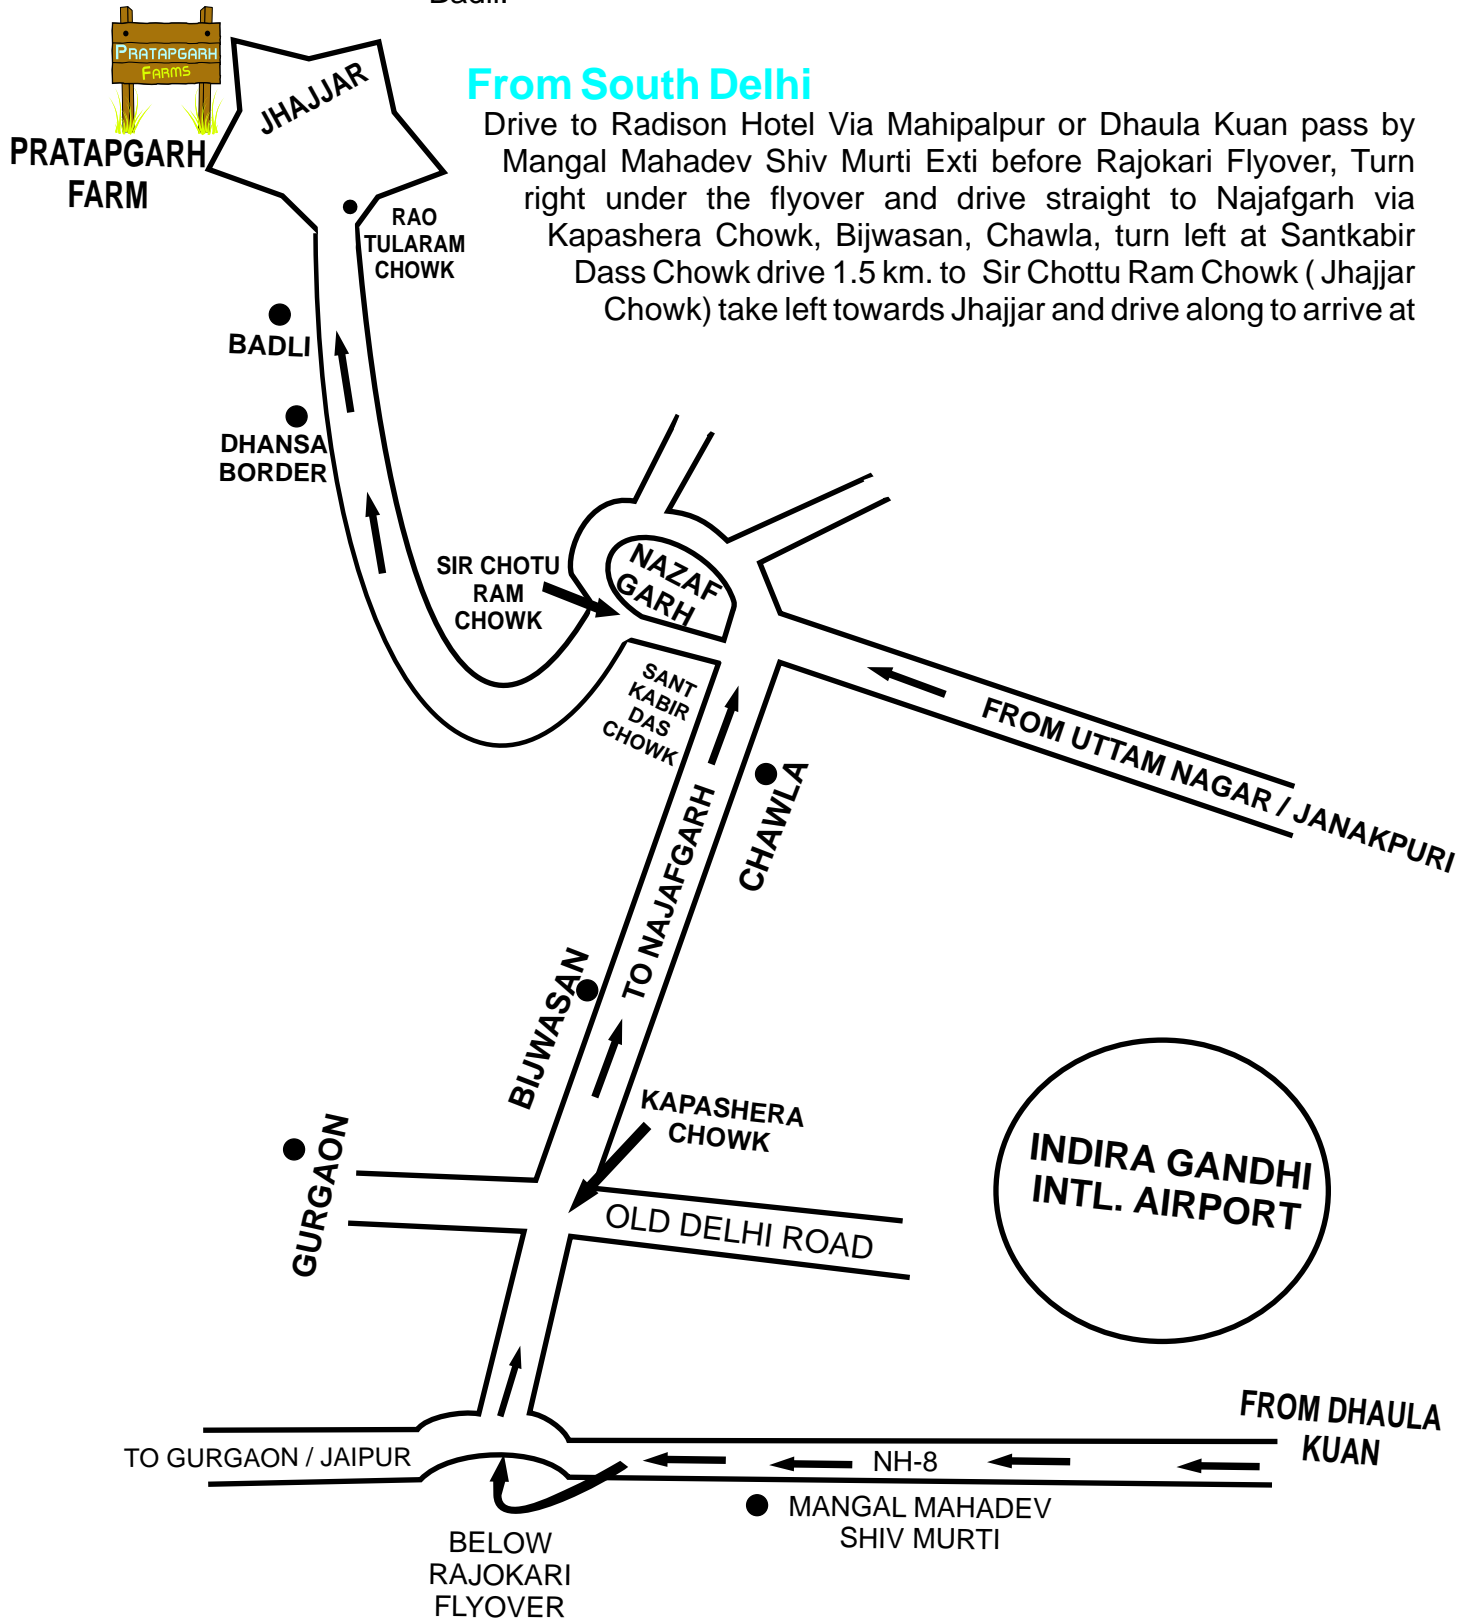 Badli.
PRATAPGARH
FARMS
PRATAPGARH
FARM
JHAJJAR
From South Delhi
Drive to Radison Hotel Via Mahipalpur or Dhaula Kuan pass by
Mangal Mahadev Shiv Murti Exti before Rajokari Flyover, Turn
right under the flyover and drive straight to Najafgarh via
Kapashera Chowk, Bijwasan, Chawla, turn left at Santkabir
Dass Chowk drive 1.5 km. to Sir Chottu Ram Chowk ( Jhajjar
Chowk) take left towards Jhajjar and drive along to arrive at
RAO
TULARAM
CHOWK
BADLI
DHANSA
BORDER
SIR CHOTU
RAM
CHOWK
NAZAF
GARH
SANT
KABIR
DAS
CHOWK
FROM UTTAM NAGAR / JANAKPURI
CHAWLA
TO NAJAFGARH
BIJWASAN
KAPASHERA
CHOWK
GURGAON
OLD DELHI ROAD
INDIRA GANDHI
INTL. AIRPORT
FROM DHAULA
KUAN
TO GURGAON / JAIPUR
NH-8
MANGAL MAHADEV
SHIV MURTI
BELOW
RAJOKARI
FLYOVER